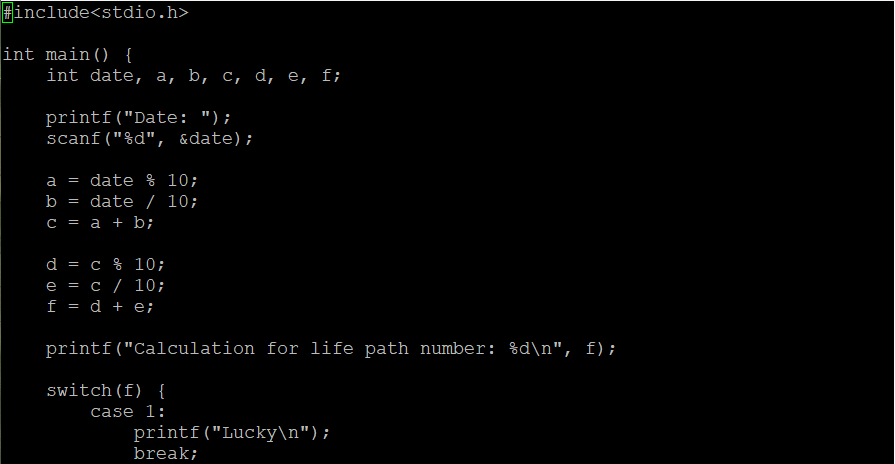 #include<stdio.h>

int main() {
    int date, a, b, c, d, e, f;

    printf("Date: ");
    scanf("%d", &date);

    a = date % 10;
    b = date / 10;
    c = a + b;

    d = c % 10;
    e = c / 10;
    f = d + e;

    printf("Calculation for life path number: %d\n", f);

    switch(f) {
        case 1:
            printf("Lucky\n");
            break;